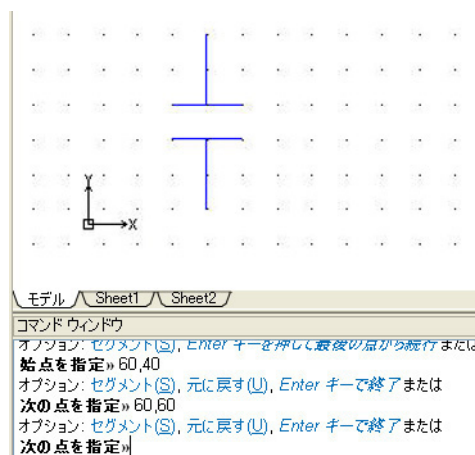 Y
X
モデル Sheet1 Sheet2
コマンド ウィンドウ
オプション: セグメント(S), Enter キーを押して最後の点から続行 または
始点を指定» 60,40
オプション: セグメント(S), 元に戻す(U), Enter キーで終了 または
次の点を指定» 60,60
オプション: セグメント(S), 元に戻す(U), Enter キーで終了 または
次の点を指定»